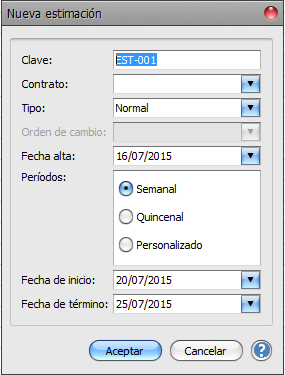 Nueva estimación
Clave: EST-001
Contrato:
Tipo: Normal
Orden de cambio:
Fecha alta: 16/07/2015
Períodos:
Semanal
Quincenal
Personalizado
Fecha de inicio: 20/07/2015
Fecha de término: 25/07/2015
Aceptar Cancelar ?